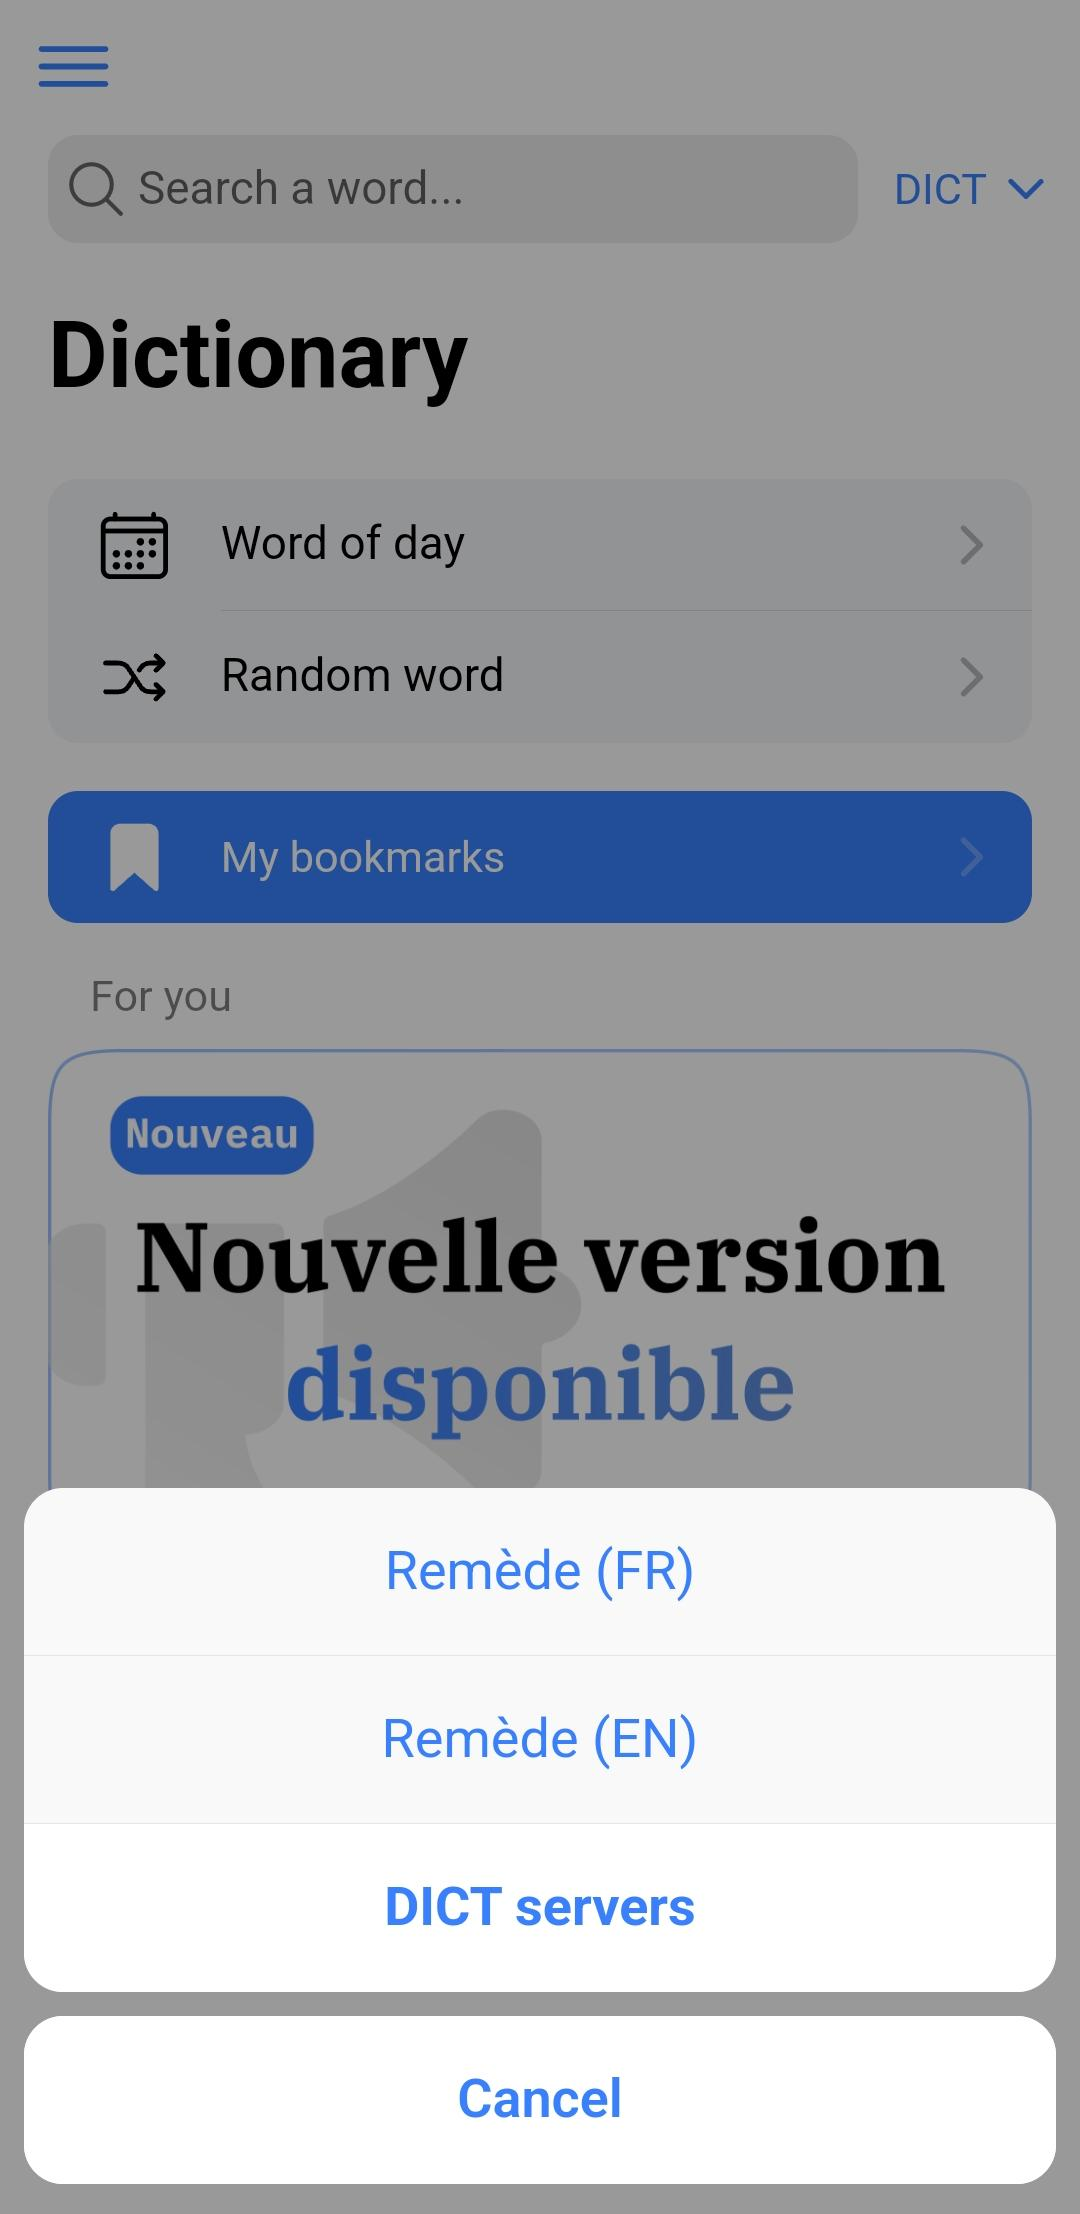 Search a word...
DICT
Dictionary
Word of day
Random word
My bookmarks
For you
Nouveau
Nouvelle version
disponible
Remède (FR)
Remède (EN)
DICT servers
Cancel